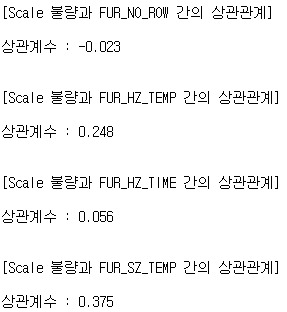 [Scale 불량과 FUR_NO_ROW 간의 상관관계]
상관계수 : -0.023
[Scale 불량과 FUR_HZ_TEMP 간의 상관관계]
상관계수 : 0.248
[Scale 불량과 FUR_HZ_TIME 간의 상관관계]
상관계수 : 0.056
[Scale 불량과 FUR_SZ_TEMP 간의 상관관계]
상관계수 : 0.375